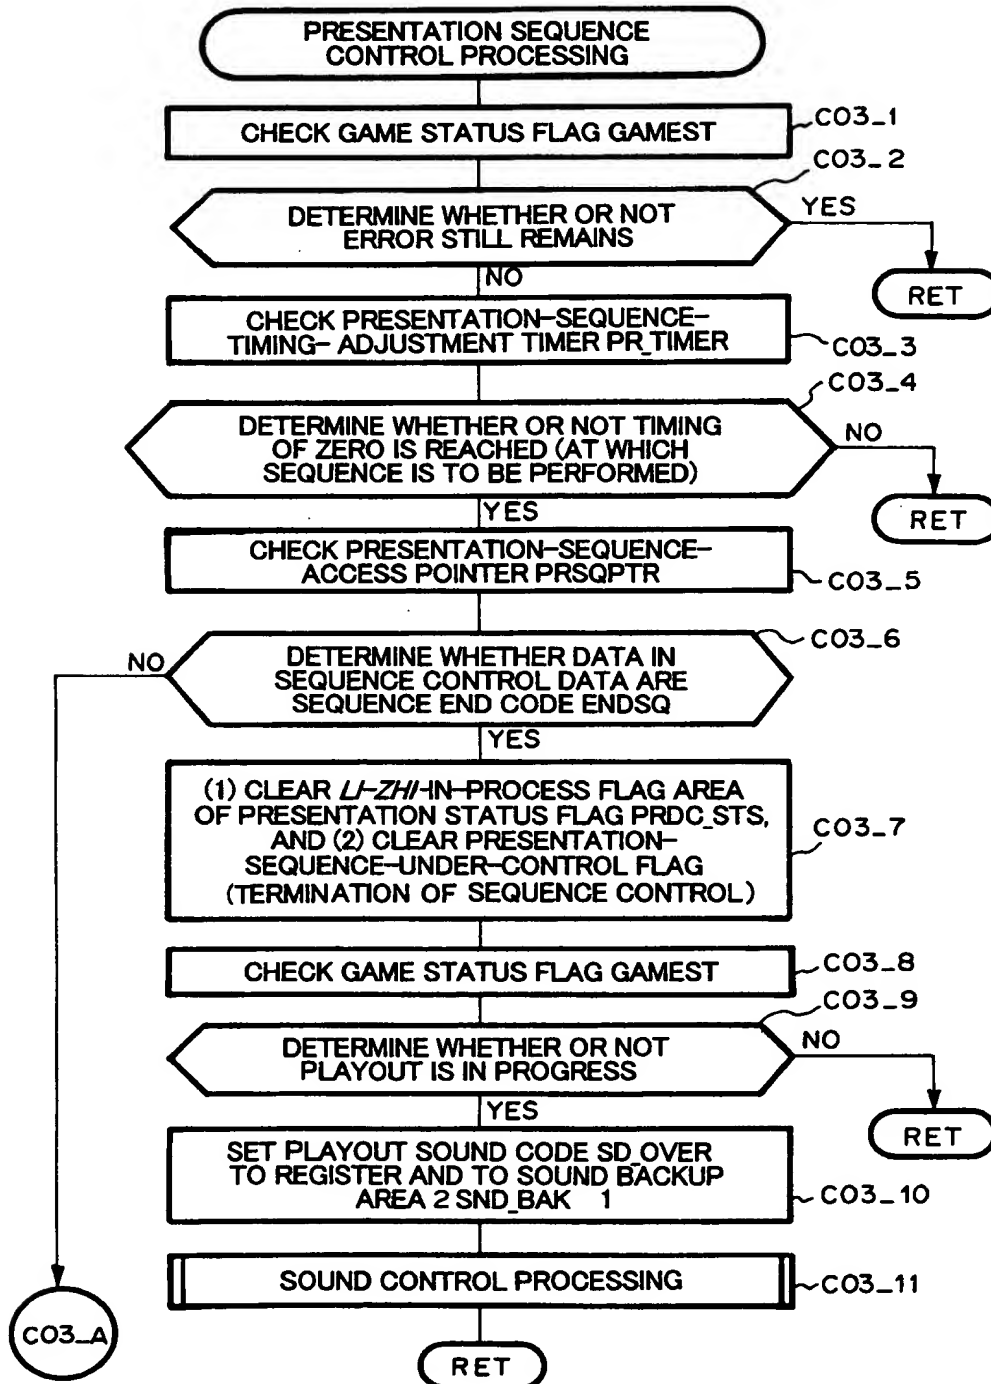 PRESENTATION SEQUENCE
CONTROL PROCESSING
CHECK GAME STATUS FLAG GAMEST
C03_1
C03_2
DETERMINE WHETHER OR NOT
ERROR STILL REMAINS
YES
NO
RET
CHECK PRESENTATION-SEQUENCE-
TIMING- ADJUSTMENT TIMER PR_TIMER
C03_3
C03_4
DETERMINE WHETHER OR NOT TIMING
OF ZERO IS REACHED (AT WHICH
SEQUENCE IS TO BE PERFORMED)
NO
YES
RET
CHECK PRESENTATION-SEQUENCE-
ACCESS POINTER PRSQPTR
C03_5
C03_6
NO
DETERMINE WHETHER DATA IN
SEQUENCE CONTROL DATA ARE
SEQUENCE END CODE ENDSQ
YES
(1) CLEAR LI-ZHI-IN-PROCESS FLAG AREA
OF PRESENTATION STATUS FLAG PRDC_STS,
AND (2) CLEAR PRESENTATION-
SEQUENCE-UNDER-CONTROL FLAG
(TERMINATION OF SEQUENCE CONTROL)
C03_7
CHECK GAME STATUS FLAG GAMEST
C03_8
C03_9
DETERMINE WHETHER OR NOT
PLAYOUT IS IN PROGRESS
NO
YES
RET
SET PLAYOUT SOUND CODE SD_OVER
TO REGISTER AND TO SOUND BACKUP
AREA 2 SND_BAK 1
C03_10
SOUND CONTROL PROCESSING
C03_11
C03_A
RET